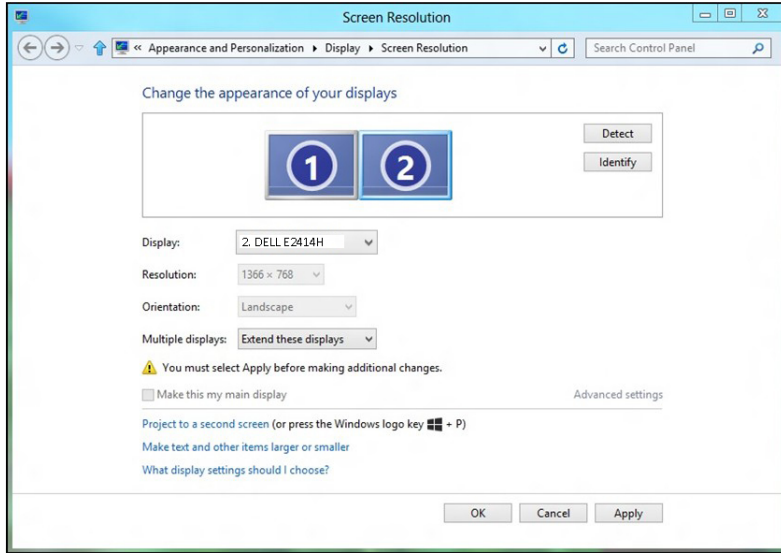 Screen Resolution
« Appearance and Personalization ▸ Display ▸ Screen Resolution Search Control Panel
Change the appearance of your displays
1 2
Detect
Identify
Display: 2. DELL E2414H
Resolution: 1366 × 768
Orientation: Landscape
Multiple displays: Extend these displays
You must select Apply before making additional changes.
Make this my main display Advanced settings
Project to a second screen (or press the Windows logo key + P)
Make text and other items larger or smaller
What display settings should I choose?
OK Cancel Apply